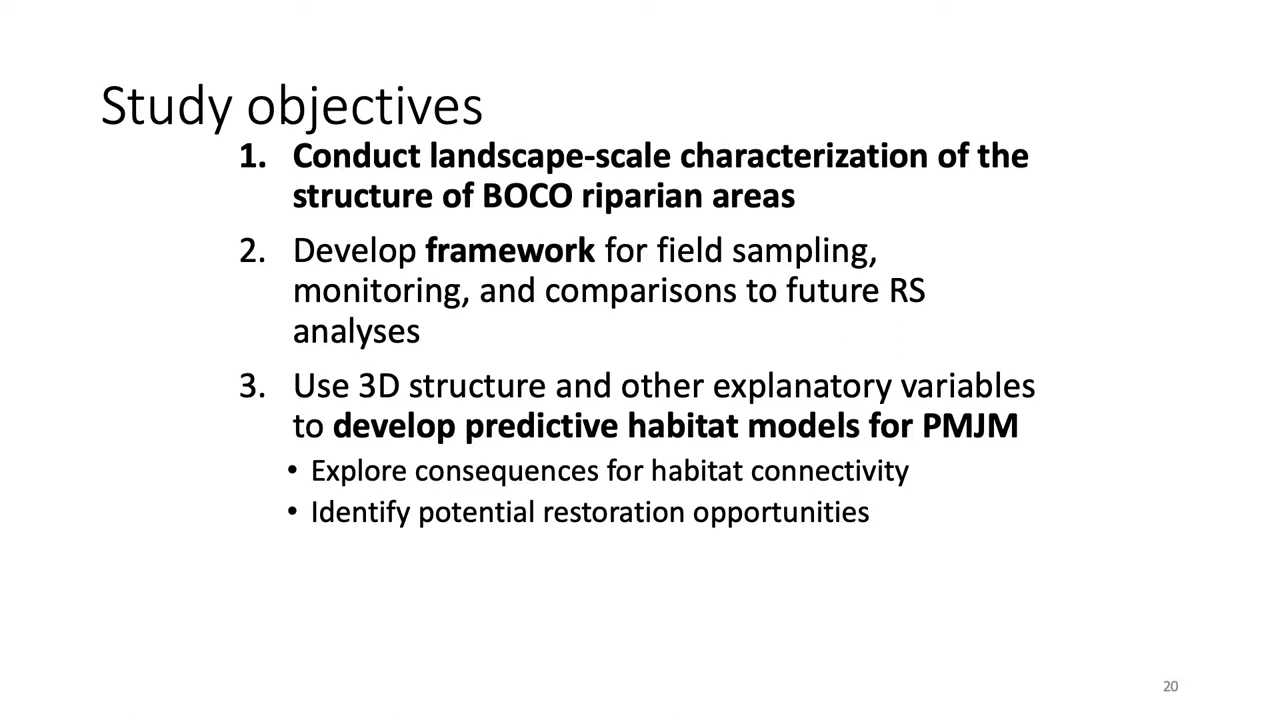 Study objectives
1. Conduct landscape-scale characterization of the
structure of BOCO riparian areas
2. Develop framework for field sampling,
monitoring, and comparisons to future RS
analyses
3. Use 3D structure and other explanatory variables
to develop predictive habitat models for PMJM
• Explore consequences for habitat connectivity
• Identify potential restoration opportunities
20